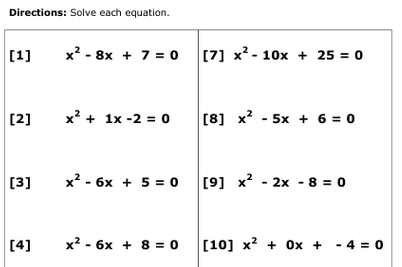 Directions: Solve each equation.
[1] x² - 8x + 7 = 0
[7] x² - 10x + 25 = 0
[2] x² + 1x -2 = 0
[8] x² - 5x + 6 = 0
[3] x² - 6x + 5 = 0
[9] x² - 2x - 8 = 0
[4] x² - 6x + 8 = 0
[10] x² + 0x + - 4 = 0